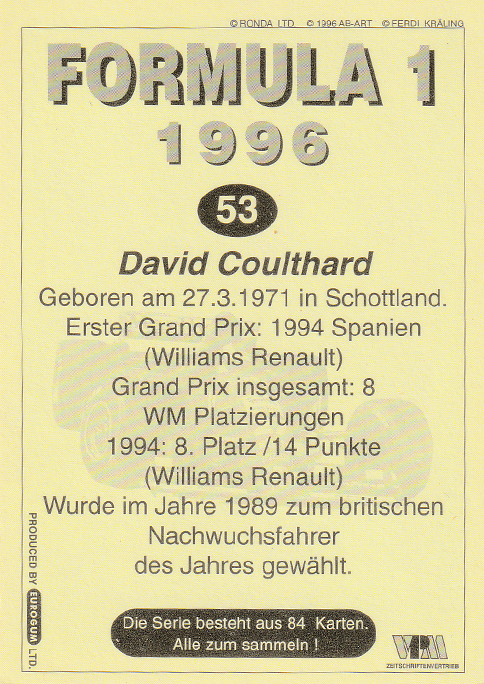 © RONDA LTD. © 1996 AB-ART © FERDI KRÄLING
FORMULA 1
1996
53
David Coulthard
Geboren am 27.3.1971 in Schottland.
Erster Grand Prix: 1994 Spanien
(Williams Renault)
Grand Prix insgesamt: 8
WM Platzierungen
1994: 8. Platz /14 Punkte
(Williams Renault)
Wurde im Jahre 1989 zum britischen
Nachwuchsfahrer
des Jahres gewählt.
PRODUCED BY EUROGUM LTD.
Die Serie besteht aus 84 Karten.
Alle zum sammeln !
VPM
ZEITSCHRIFTENVERTRIEB